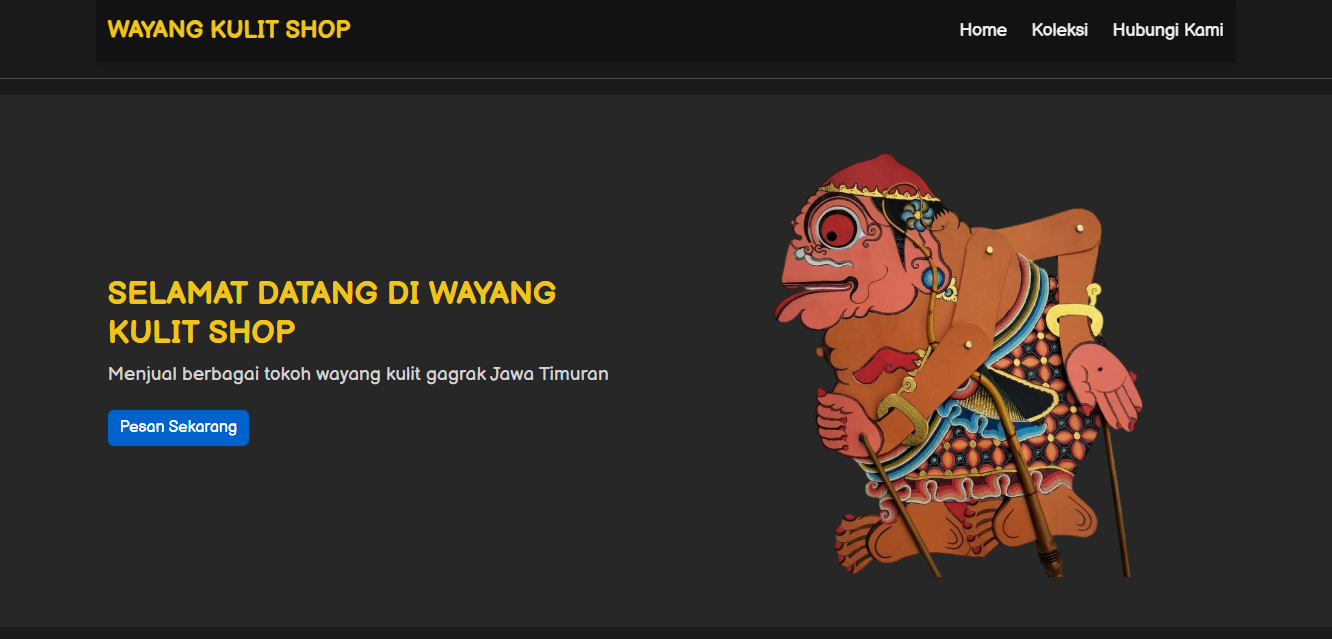 WAYANG KULIT SHOP
Home Koleksi Hubungi Kami
SELAMAT DATANG DI WAYANG
KULIT SHOP
Menjual berbagai tokoh wayang kulit gagrak Jawa Timuran
Pesan Sekarang